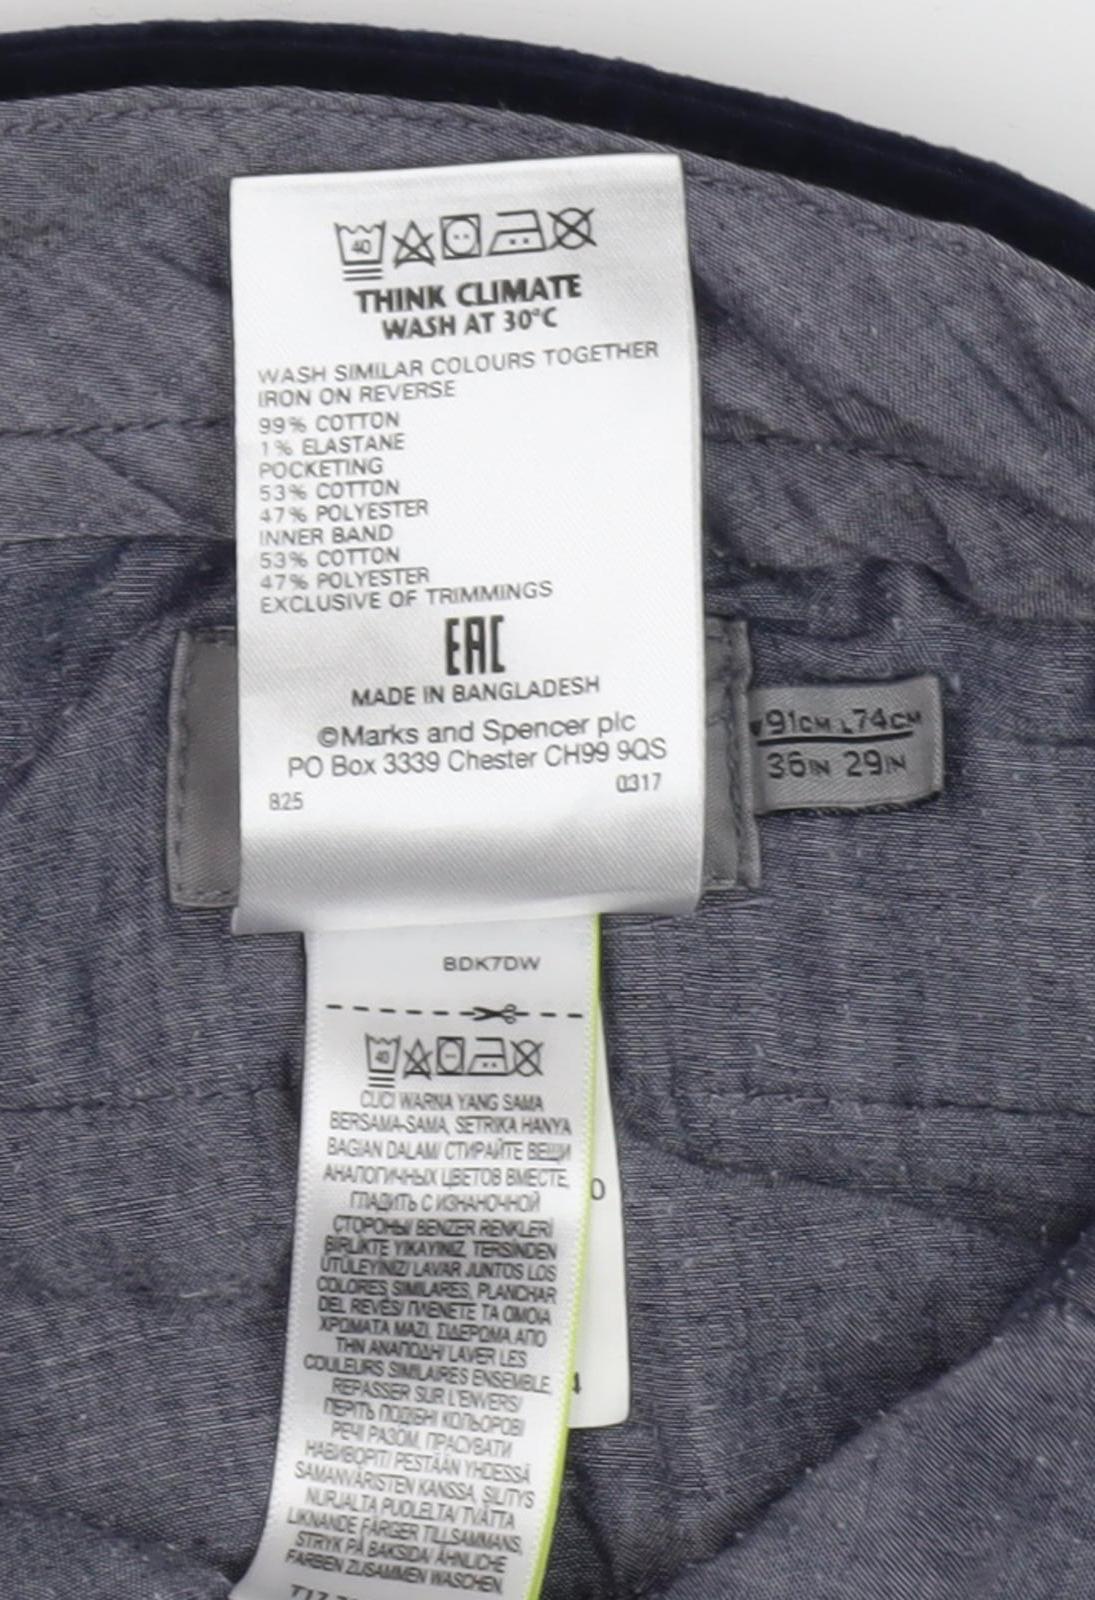 40
THINK CLIMATE
WASH AT 30°C
WASH SIMILAR COLOURS TOGETHER
IRON ON REVERSE
99% COTTON
1% ELASTANE
POCKETING
53% COTTON
47% POLYESTER
INNER BAND
53% COTTON
47% POLYESTER
EXCLUSIVE OF TRIMMINGS
EAC
MADE IN BANGLADESH
©Marks and Spencer plc
PO Box 3339 Chester CH99 9QS
825 0317
W91CM L74CM
36IN 29IN
BDK7DW
40
CUCI WARNA YANG SAMA
BERSAMA-SAMA, SETRIKA HANYA
BAGIAN DALAM/ СТИРАЙТЕ ВЕЩИ
АНАЛОГИЧНЫХ ЦВЕТОВ ВМЕСТЕ,
ГЛАДИТЬ С ИЗНАНОЧНОЙ
СТОРОНЫ/ BENZER RENKLERİ
BİRLİKTE YIKAYINIZ, TERSİNDEN
ÜTÜLEYİNİZ/ LAVAR JUNTOS LOS
COLORES SIMILARES, PLANCHAR
DEL REVÉS/ ΠΛΕΝΕΤΕ ΤΑ ΟΜΟΙΑ
ΧΡΩΜΑΤΑ ΜΑΖΙ, ΣΙΔΕΡΩΜΑ ΑΠΟ
ΤΗΝ ΑΝΑΠΟΔΗ/ LAVER LES
COULEURS SIMILAIRES ENSEMBLE,
REPASSER SUR L'ENVERS/
ПЕРІТЬ ПОДІБНІ КОЛЬОРОВІ
РЕЧІ РАЗОМ, ПРАСУВАТИ
НАВИВОРІТ/ PESTÄÄN YHDESSÄ
SAMANVÄRISTEN KANSSA, SILITYS
NURJALTA PUOLELTA/ TVÄTTA
LIKNANDE FÄRGER TILLSAMMANS,
STRYK PÅ BAKSIDA/ ÄHNLICHE
FARBEN ZUSAMMEN WASCHEN,
0
4